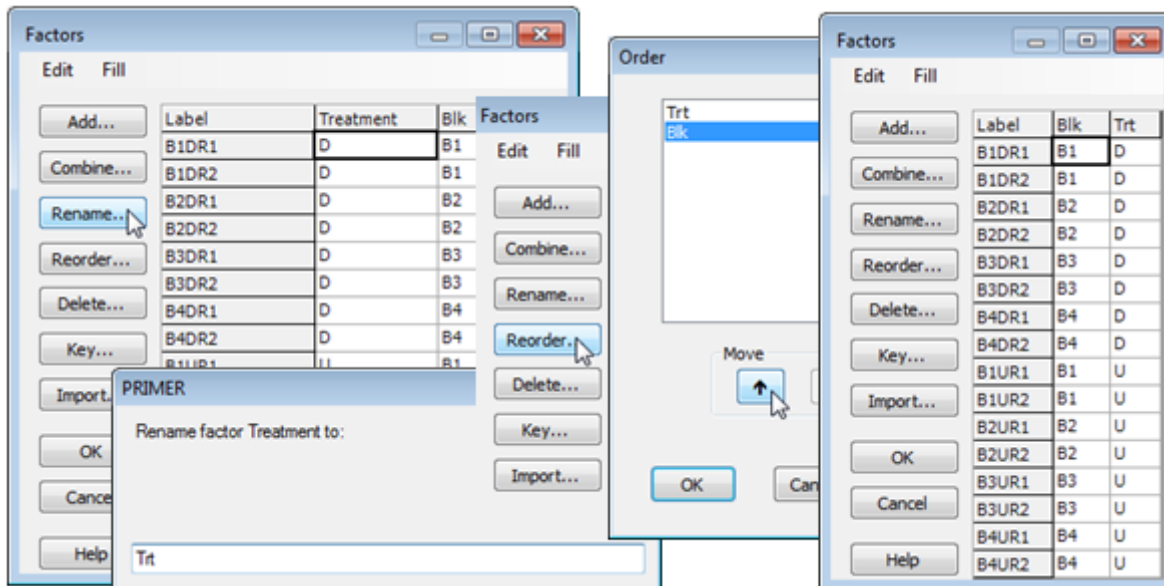 Factors
Edit Fill
Add...
Combine...
Rename...
Reorder...
Delete...
Key...
Import.
OK
Cance
Help
Label Treatment Blk
B1DR1 D B1
B1DR2 D B1
B2DR1 D B2
B2DR2 D B2
B3DR1 D B3
B3DR2 D B3
B4DR1 D B4
B4DR2 D B4
B1UR1 U B1
PRIMER
Rename factor Treatment to:
Trt
Factors
Edit Fill
Add...
Combine...
Rename...
Reorder..
Delete...
Key...
Import...
Order
Trt
Blk
Move
OK Can
Factors
Edit Fill
Add...
Combine...
Rename...
Reorder...
Delete...
Key...
Import...
OK
Cancel
Help
Label Blk Trt
B1DR1 B1 D
B1DR2 B1 D
B2DR1 B2 D
B2DR2 B2 D
B3DR1 B3 D
B3DR2 B3 D
B4DR1 B4 D
B4DR2 B4 D
B1UR1 B1 U
B1UR2 B1 U
B2UR1 B2 U
B2UR2 B2 U
B3UR1 B3 U
B3UR2 B3 U
B4UR1 B4 U
B4UR2 B4 U